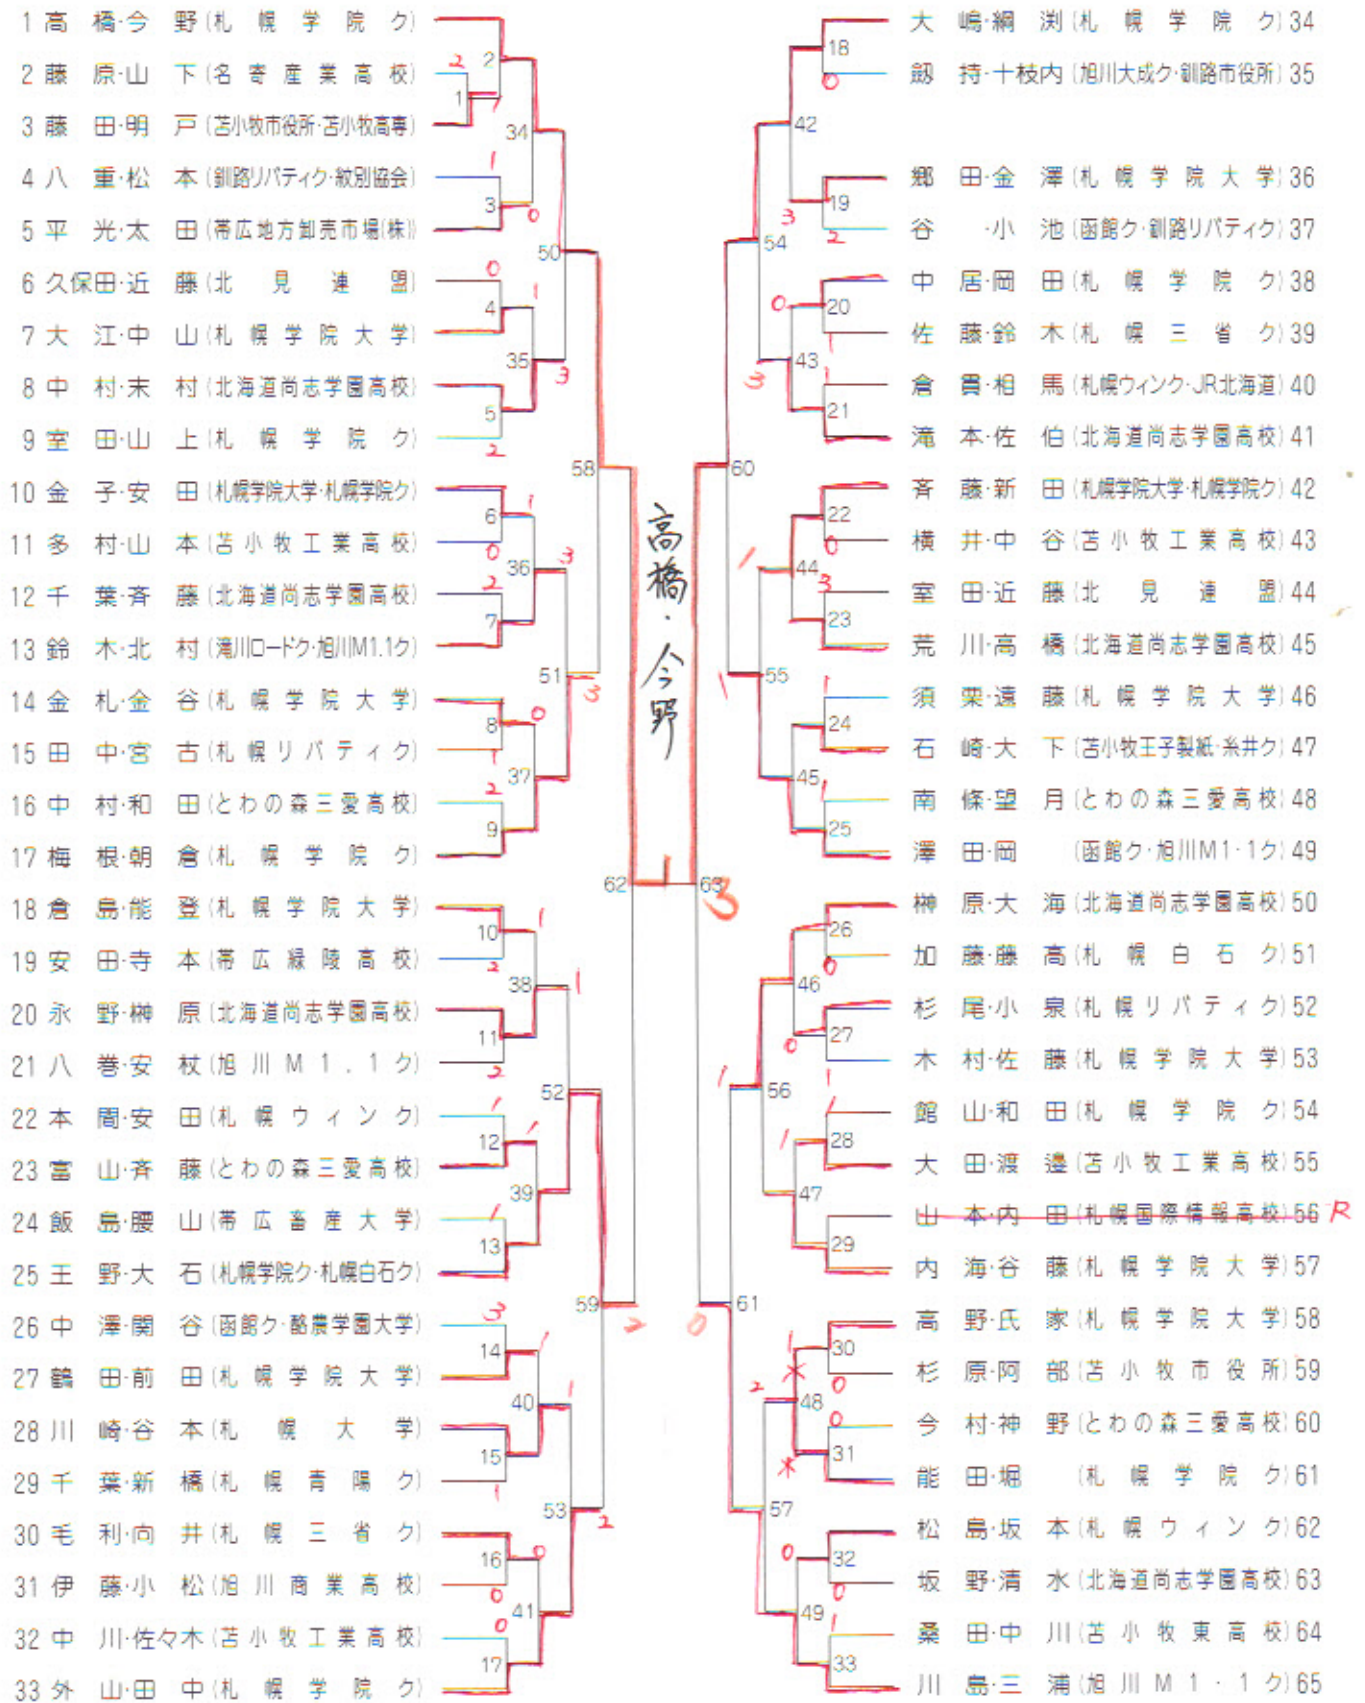 1 高橋・今野(札幌学院ク)
2 藤原・山下(名寄産業高校)
3 藤田・明戸(苫小牧市役所・苫小牧高専)
4 八重・松本(釧路リバティク・紋別協会)
5 平光・太田(帯広地方卸売市場(株))
6 久保田・近藤(北見連盟)
7 大江・中山(札幌学院大学)
8 中村・末村(北海道尚志学園高校)
9 室田・山上(札幌学院ク)
10 金子・安田(札幌学院大学・札幌学院ク)
11 多村・山本(苫小牧工業高校)
12 千葉・斉藤(北海道尚志学園高校)
13 鈴木・北村(滝川ロードク・旭川M1.1ク)
14 金札・金谷(札幌学院大学)
15 田中・宮古(札幌リバティク)
16 中村・和田(とわの森三愛高校)
17 梅根・朝倉(札幌学院ク)
18 倉島・能登(札幌学院大学)
19 安田・寺本(帯広緑陵高校)
20 永野・榊原(北海道尚志学園高校)
21 八巻・安杖(旭川M1.1ク)
22 本間・安田(札幌ウィンク)
23 富山・斉藤(とわの森三愛高校)
24 飯島・腰山(帯広畜産大学)
25 王野・大石(札幌学院ク・札幌白石ク)
26 中澤・関谷(函館ク・酪農学園大学)
27 鶴田・前田(札幌学院大学)
28 川崎・谷本(札幌大学)
29 千葉・新橋(札幌青陽ク)
30 毛利・向井(札幌三省ク)
31 伊藤・小松(旭川商業高校)
32 中川・佐々木(苫小牧工業高校)
33 外山・田中(札幌学院ク)
高橋・今野
大嶋・綱渕(札幌学院ク)34
釼持・十枝内(旭川大成ク・釧路市役所)35
郷田・金澤(札幌学院大学)36
谷・小池(函館ク・釧路リバティク)37
中居・岡田(札幌学院ク)38
佐藤・鈴木(札幌三省ク)39
倉貫・相馬(札幌ウィンク・JR北海道)40
滝本・佐伯(北海道尚志学園高校)41
斉藤・新田(札幌学院大学・札幌学院ク)42
横井・中谷(苫小牧工業高校)43
室田・近藤(北見連盟)44
荒川・高橋(北海道尚志学園高校)45
須栗・遠藤(札幌学院大学)46
石崎・大下(苫小牧王子製紙・糸井ク)47
南條・望月(とわの森三愛高校)48
澤田・岡(函館ク・旭川M1・1ク)49
榊原・大海(北海道尚志学園高校)50
加藤・藤高(札幌白石ク)51
杉尾・小泉(札幌リバティク)52
木村・佐藤(札幌学院大学)53
館山・和田(札幌学院ク)54
大田・渡邉(苫小牧工業高校)55
山本・内田(札幌国際情報高校)56 R
内海・谷藤(札幌学院大学)57
高野・氏家(札幌学院大学)58
杉原・阿部(苫小牧市役所)59
今村・神野(とわの森三愛高校)60
能田・堀(札幌学院ク)61
松島・坂本(札幌ウィンク)62
坂野・清水(北海道尚志学園高校)63
桑田・中川(苫小牧東高校)64
川島・三浦(旭川M1・1ク)65